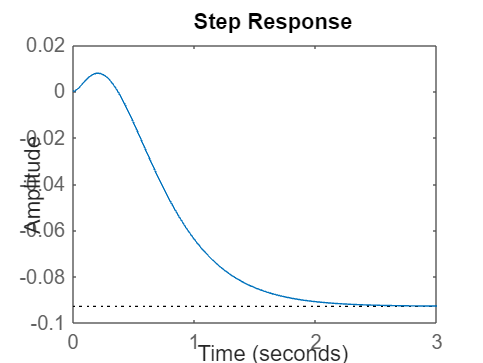 Step Response
0.02
0
-0.02
-0.04
-0.06
-0.08
-0.1
Amplitude
0 1 2 3
Time (seconds)